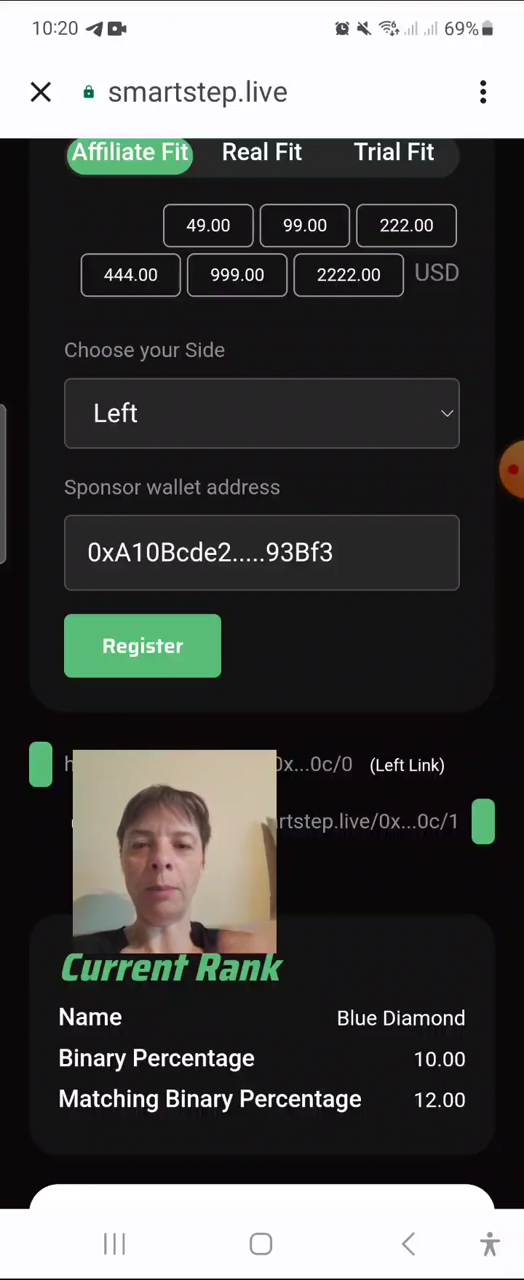 10:20
69%
smartstep.live
Affiliate Fit Real Fit Trial Fit
49.00 99.00 222.00
444.00 999.00 2222.00 USD
Choose your Side
Left
Sponsor wallet address
0xA10Bcde2.....93Bf3
Register
0x...0c/0 (Left Link)
rtstep.live/0x...0c/1
Current Rank
Name Blue Diamond
Binary Percentage 10.00
Matching Binary Percentage 12.00